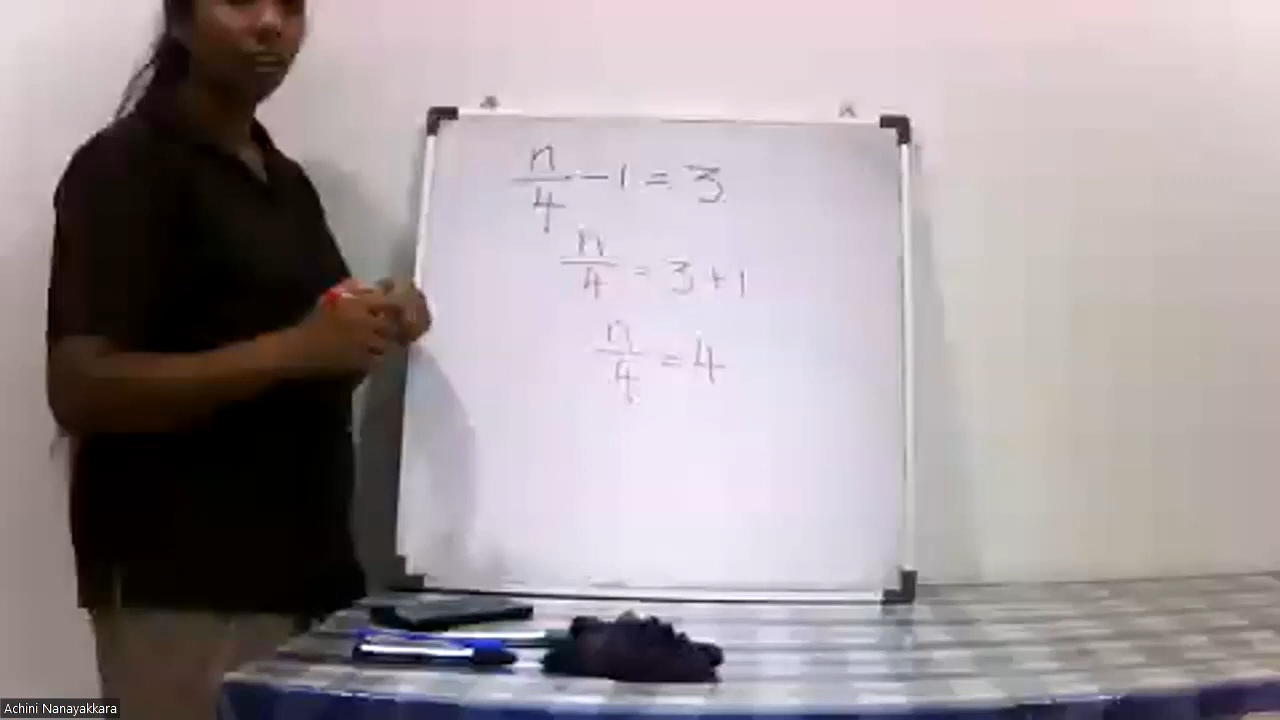 n/4 - 1 = 3
n/4 = 3 + 1
n/4 = 4
Achini Nanayakkara